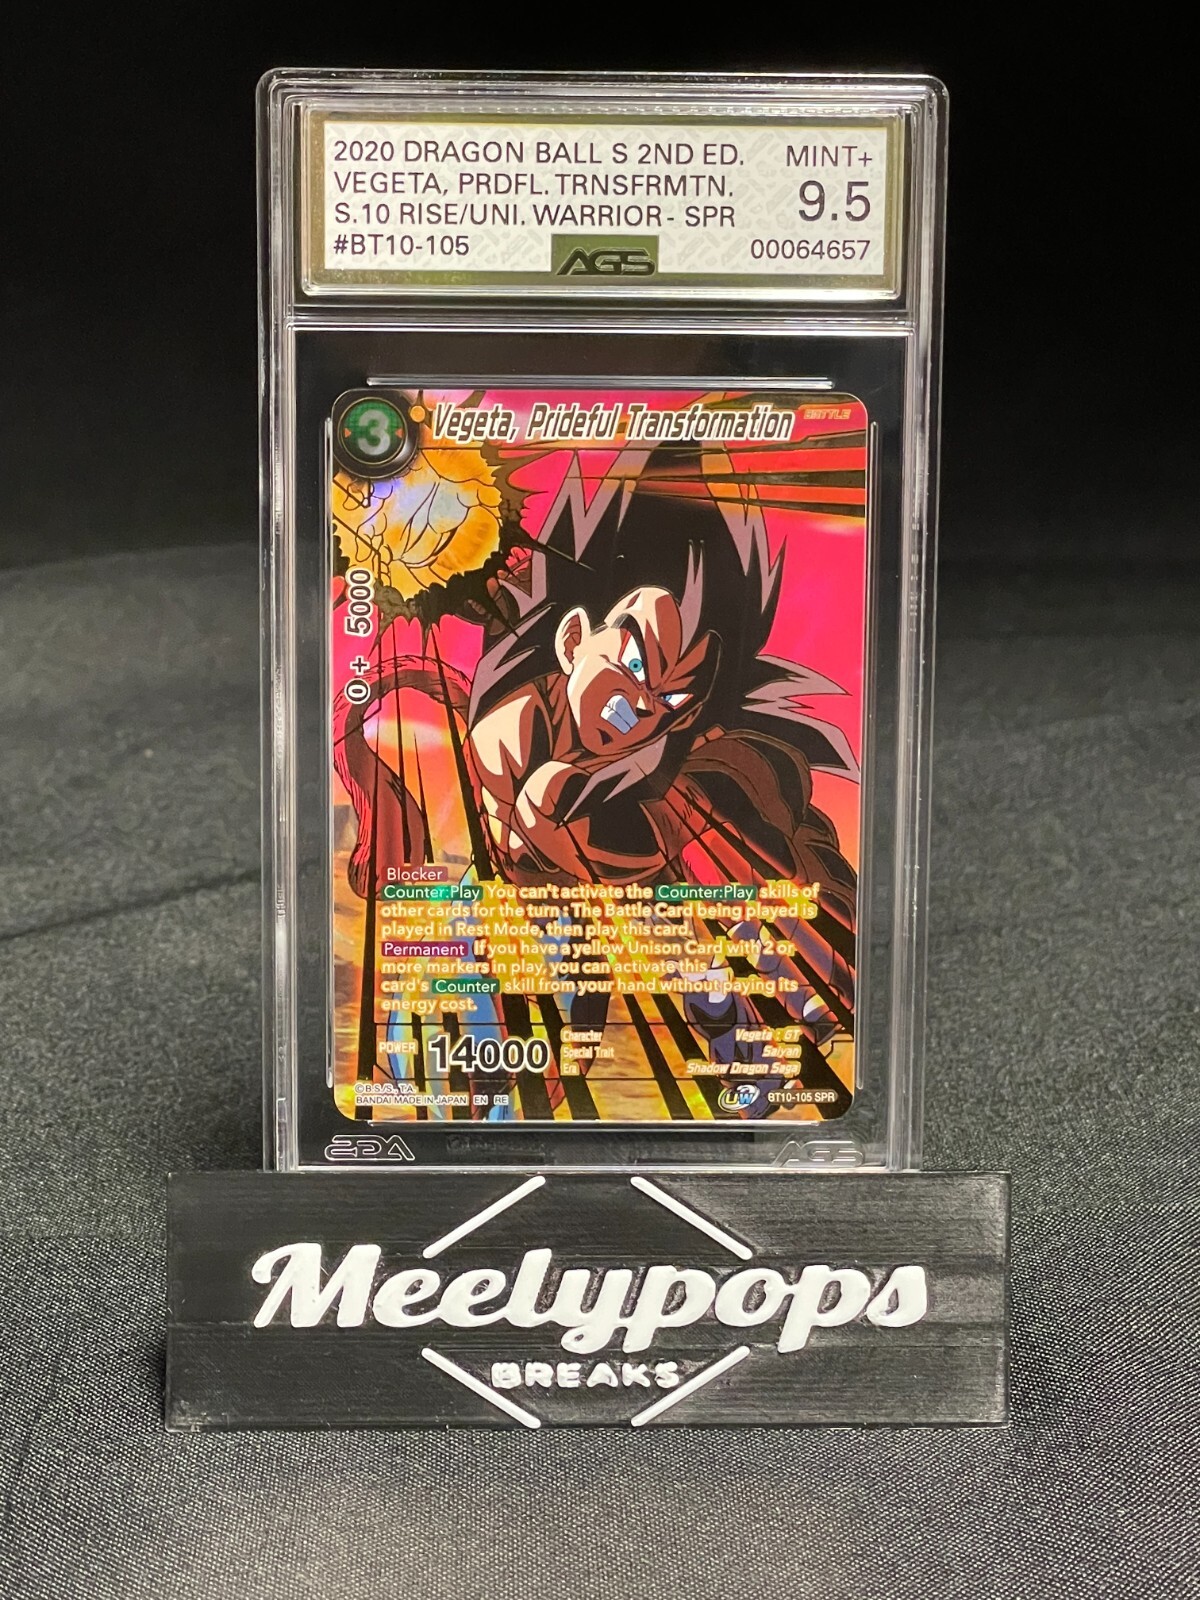 2020 DRAGON BALL S 2ND ED. MINT+
VEGETA, PRDFL. TRNSFRMTN. 9.5
S.10 RISE/UNI. WARRIOR - SPR
#BT10-105 AGS 00064657
3 Vegeta, Prideful Transformation BATTLE
0 + 5000
Blocker
Counter:Play You can't activate the Counter:Play skills of
other cards for the turn : The Battle Card being played is
played in Rest Mode, then play this card.
Permanent If you have a yellow Unison Card with 2 or
more markers in play, you can activate this
card's Counter skill from your hand without paying its
energy cost.
POWER 14000
Character Vegeta : GT
Special Trait Saiyan
Era Shadow Dragon Saga
©B.S./S., T.A.
BANDAI MADE IN JAPAN EN RE UW BT10-105 SPR
AGS AGS
Meelypops
BREAKS